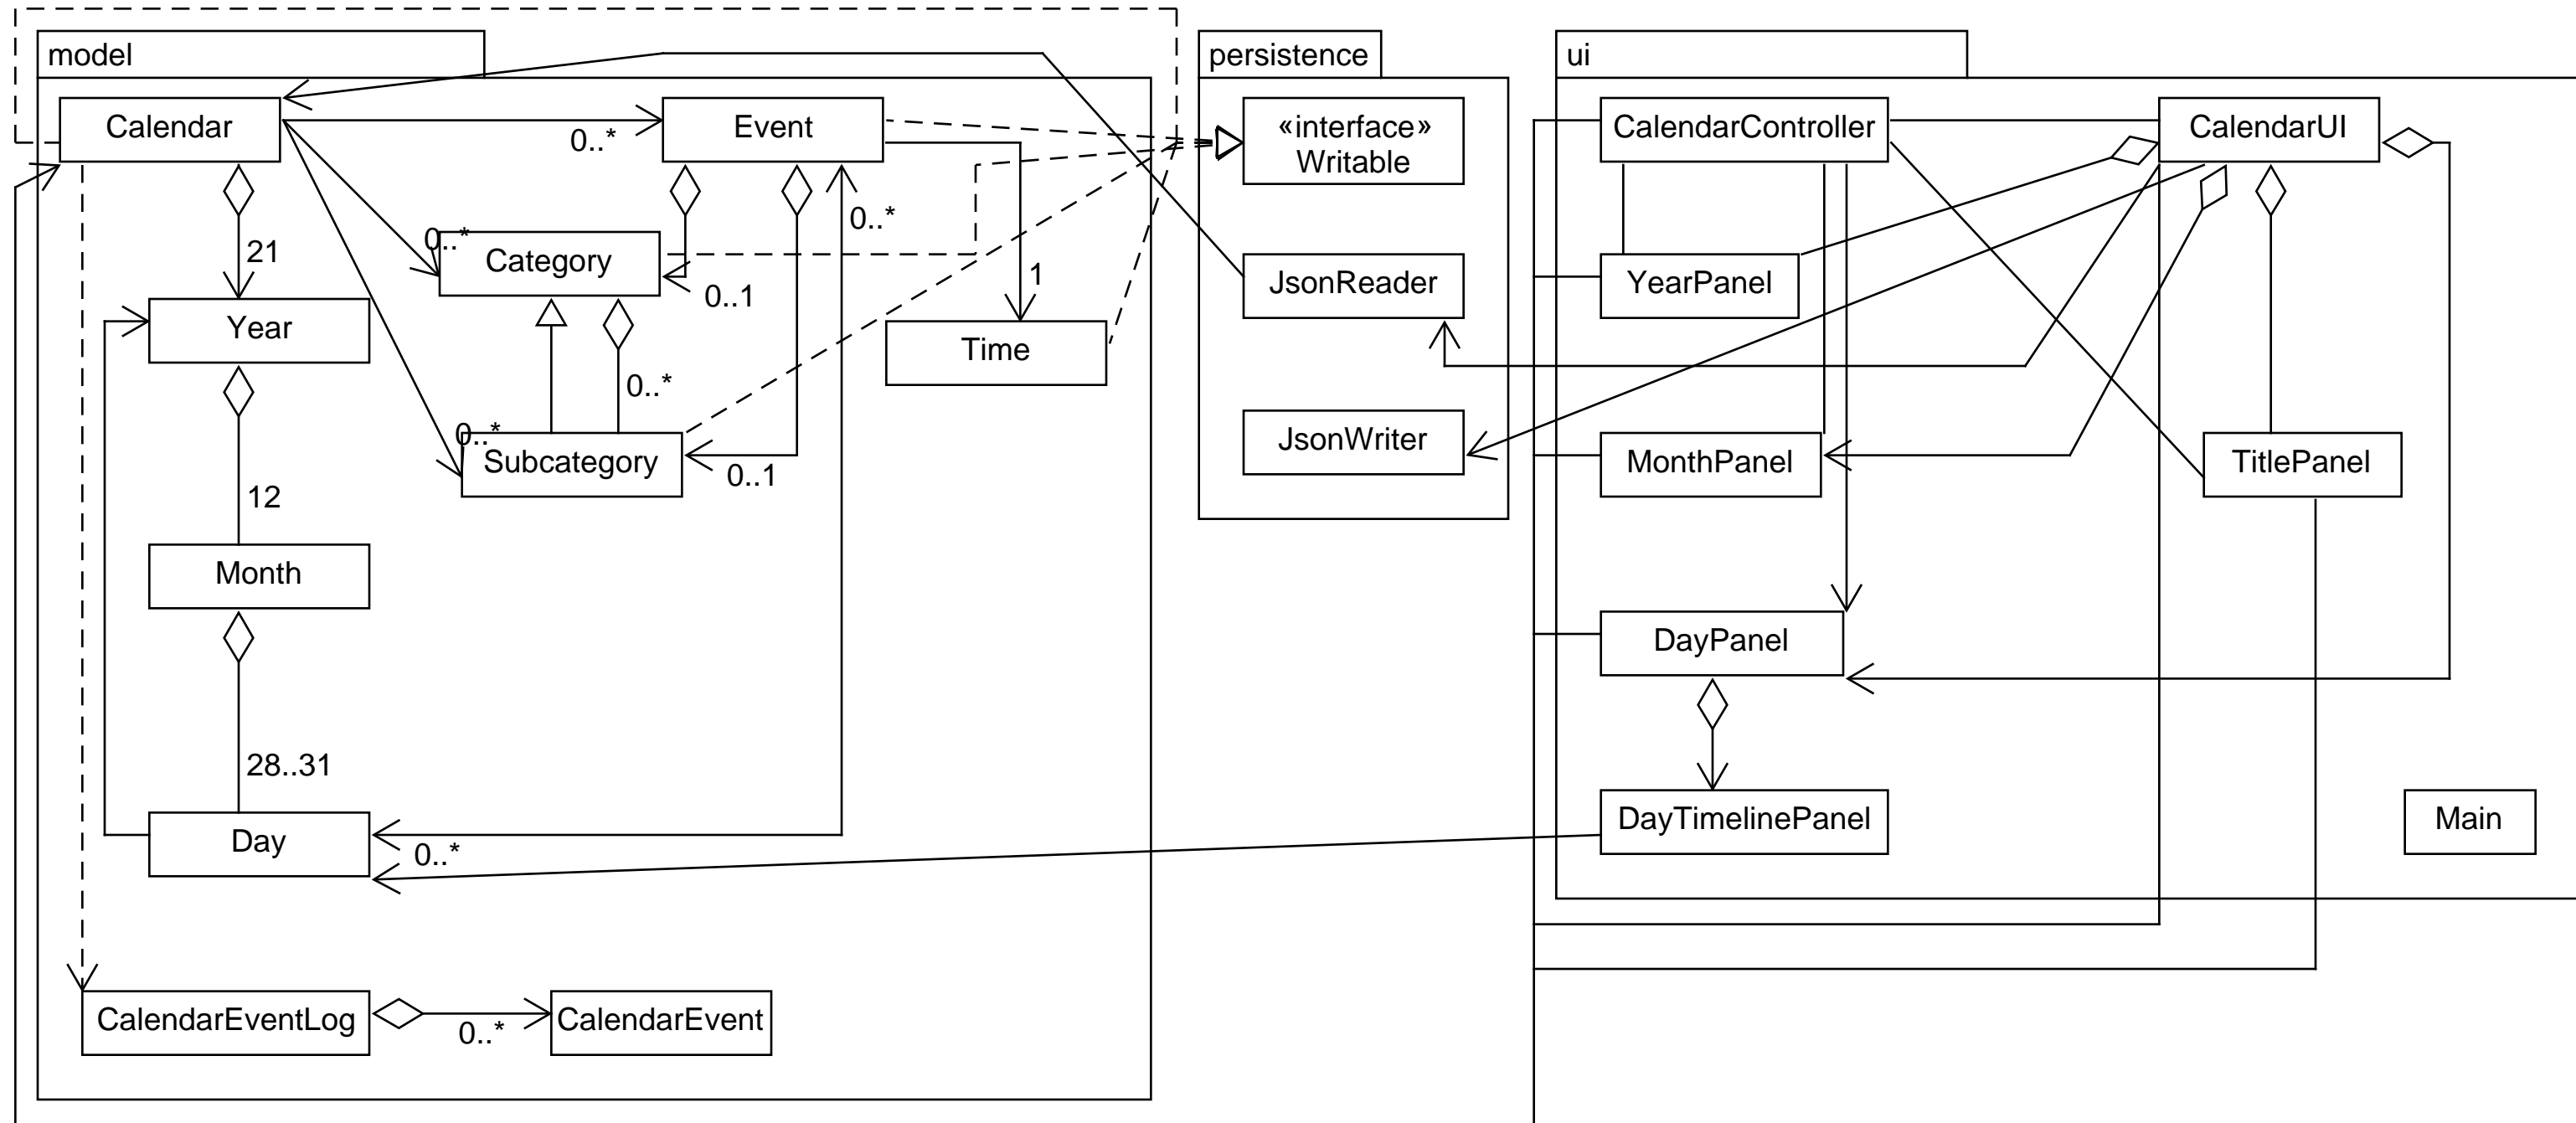 model
persistence
ui
Calendar
0..*
Event
«interface»
Writable
CalendarController
CalendarUI
0..*
0..*
21
Category
0..1
1
JsonReader
YearPanel
Year
Time
0..*
0..*
Subcategory
0..1
JsonWriter
MonthPanel
TitlePanel
12
Month
DayPanel
28..31
Day
0..*
DayTimelinePanel
Main
CalendarEventLog
0..*
CalendarEvent